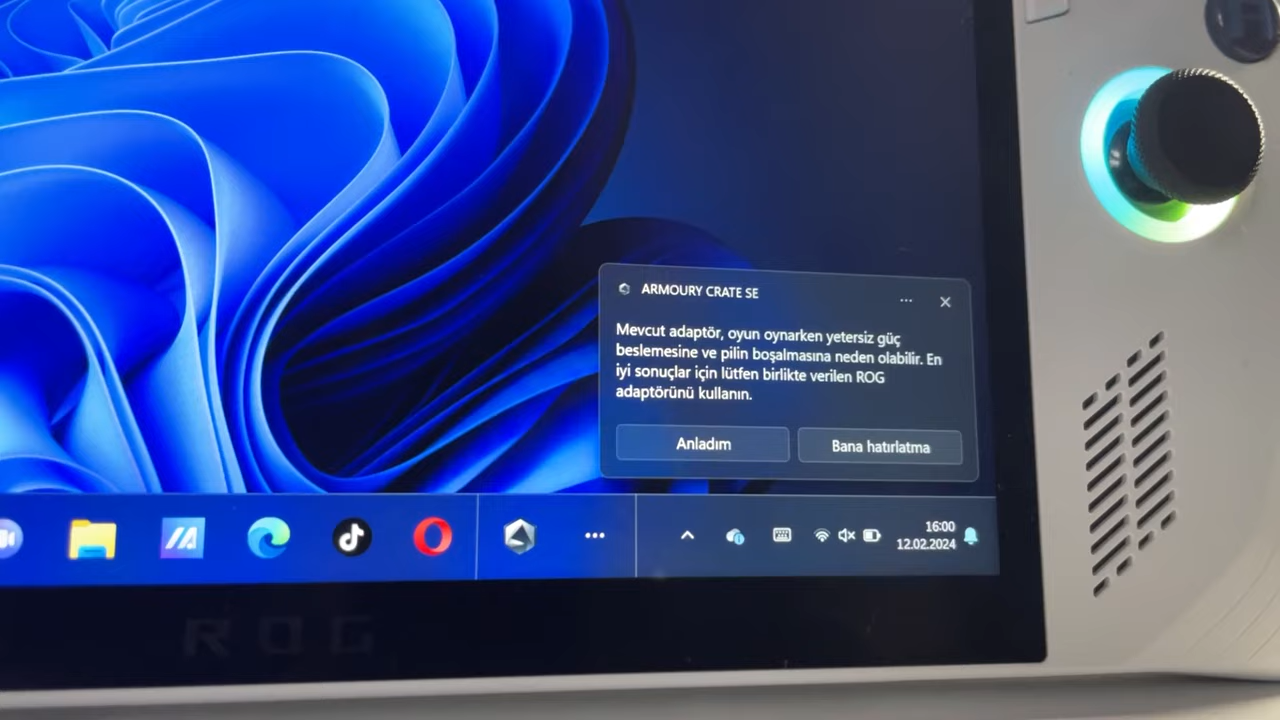 ARMOURY CRATE SE
Mevcut adaptör, oyun oynarken yetersiz güç
beslemesine ve pilin boşalmasına neden olabilir. En
iyi sonuçlar için lütfen birlikte verilen ROG
adaptörünü kullanın.
Anladım
Bana hatırlatma
16:00
12.02.2024
ROG